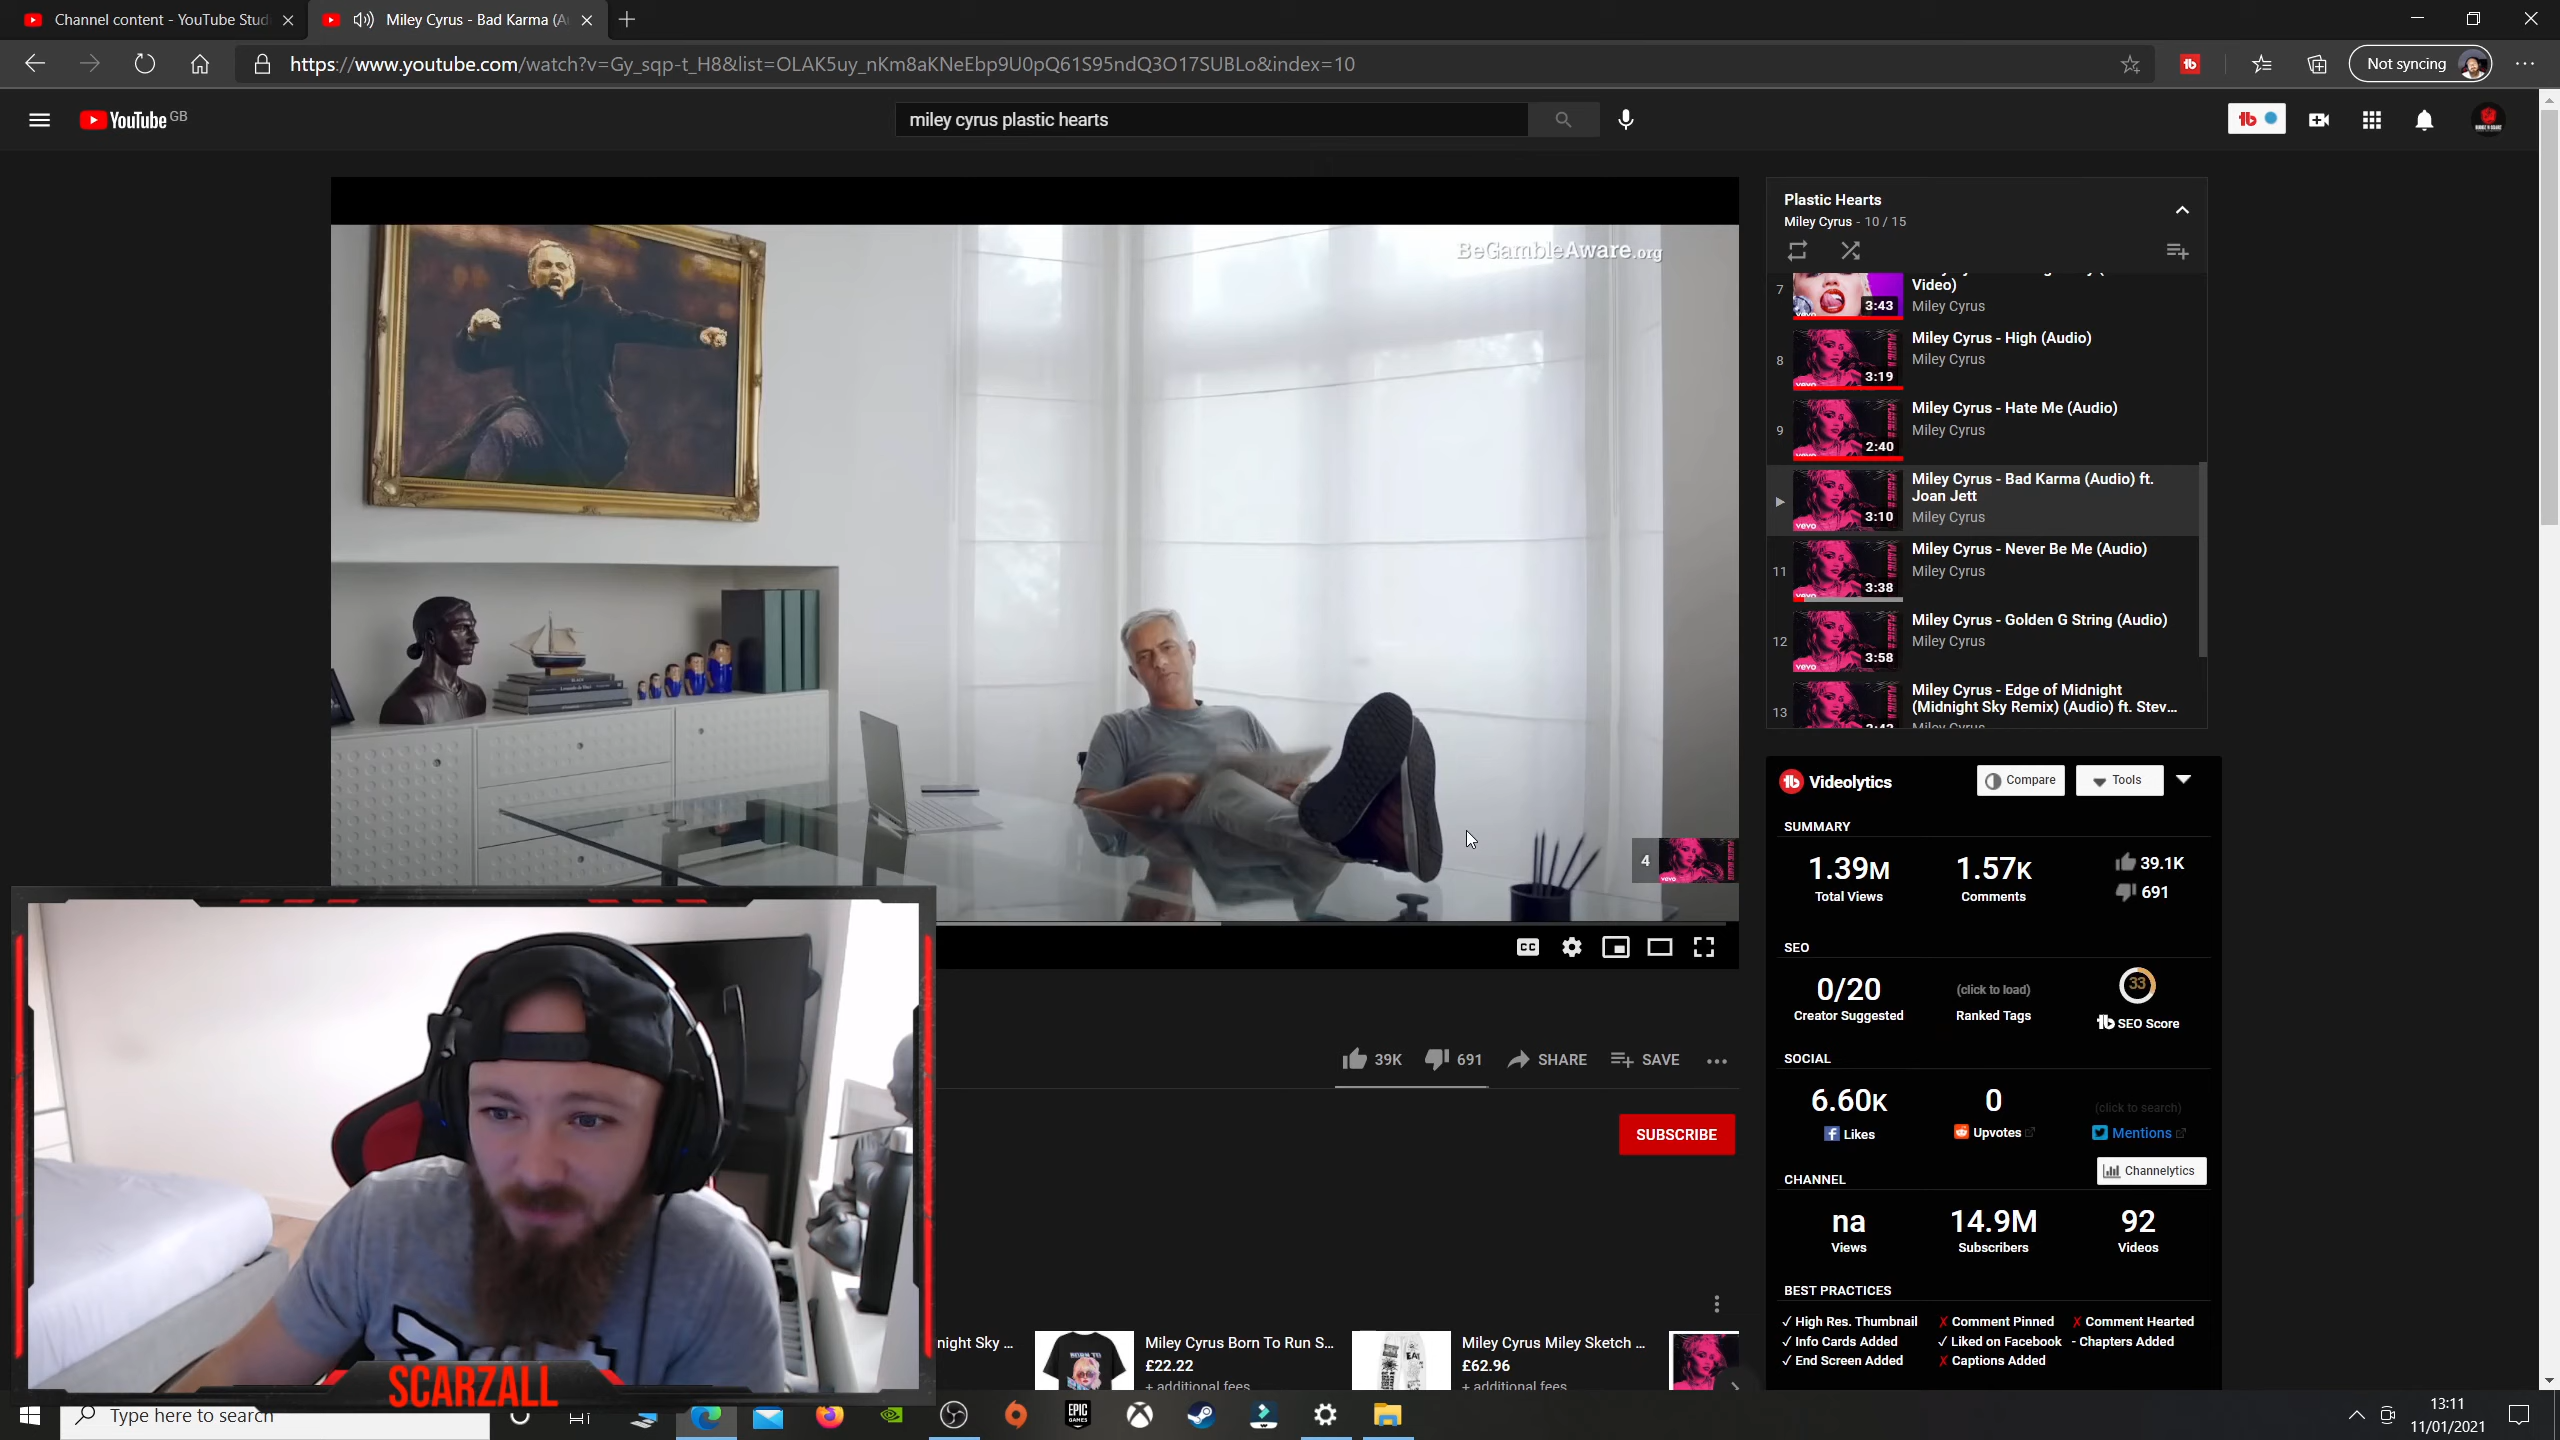 Channel content - YouTube Stud
Miley Cyrus - Bad Karma (A
https://www.youtube.com/watch?v=Gy_sqp-t_H8&list=OLAK5uy_nKm8aKNeEbp9U0pQ61S95ndQ3O17SUBLo&index=10
Not syncing
YouTube GB
miley cyrus plastic hearts
BeGambleAware.org
4
Plastic Hearts
Miley Cyrus - 10 / 15
7
3:43
Video)
Miley Cyrus
8
3:19
Miley Cyrus - High (Audio)
Miley Cyrus
9
2:40
Miley Cyrus - Hate Me (Audio)
Miley Cyrus
3:10
Miley Cyrus - Bad Karma (Audio) ft.
Joan Jett
Miley Cyrus
11
3:38
Miley Cyrus - Never Be Me (Audio)
Miley Cyrus
12
3:58
Miley Cyrus - Golden G String (Audio)
Miley Cyrus
13
Miley Cyrus - Edge of Midnight
(Midnight Sky Remix) (Audio) ft. Stev...
39K
691
SHARE
SAVE
SUBSCRIBE
night Sky ...
Miley Cyrus Born To Run S...
£22.22
+ additional fees
Miley Cyrus Miley Sketch ...
£62.96
+ additional fees
Videolytics
Compare
Tools
SUMMARY
1.39M
Total Views
1.57K
Comments
39.1K
691
SEO
0/20
Creator Suggested
(click to load)
Ranked Tags
33
SEO Score
SOCIAL
6.60K
Likes
0
Upvotes
(click to search)
Mentions
Channelytics
CHANNEL
na
Views
14.9M
Subscribers
92
Videos
BEST PRACTICES
✓ High Res. Thumbnail
✗ Comment Pinned
✗ Comment Hearted
✓ Info Cards Added
✓ Liked on Facebook
- Chapters Added
✓ End Screen Added
✗ Captions Added
SCARZALL
Type here to search
EPIC
GAMES
13:11
11/01/2021